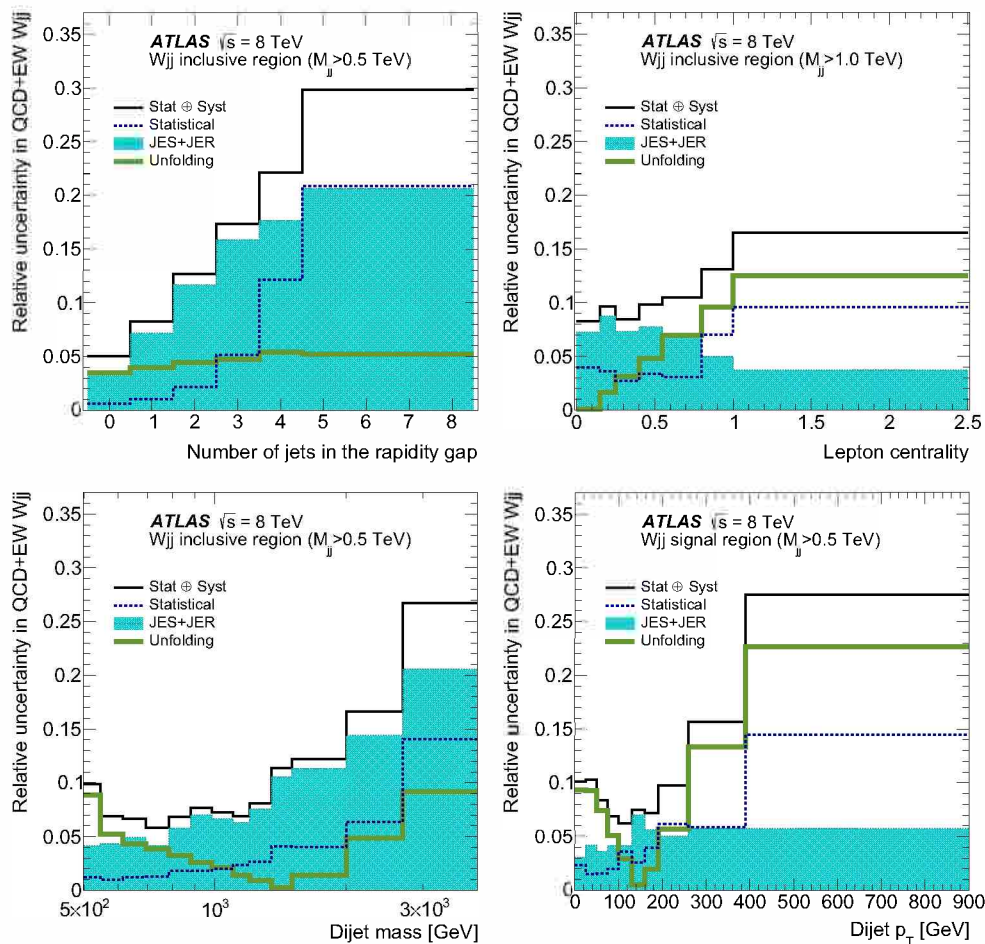 Relative uncertainty in QCD+EW Wjj
0.35
0.3
0.25
0.2
0.15
0.1
0.05
0
ATLAS √s = 8 TeV
Wjj inclusive region (M_jj>0.5 TeV)
Stat ⊕ Syst
Statistical
JES+JER
Unfolding
0 1 2 3 4 5 6 7 8
Number of jets in the rapidity gap
Relative uncertainty in QCD+EW Wjj
0.35
0.3
0.25
0.2
0.15
0.1
0.05
0
ATLAS √s = 8 TeV
Wjj inclusive region (M_jj>1.0 TeV)
Stat ⊕ Syst
Statistical
JES+JER
Unfolding
0 0.5 1 1.5 2 2.5
Lepton centrality
Relative uncertainty in QCD+EW Wjj
0.35
0.3
0.25
0.2
0.15
0.1
0.05
0
ATLAS √s = 8 TeV
Wjj inclusive region (M_jj>0.5 TeV)
Stat ⊕ Syst
Statistical
JES+JER
Unfolding
5×10² 10³ 3×10³
Dijet mass [GeV]
Relative uncertainty in QCD+EW Wjj
0.35
0.3
0.25
0.2
0.15
0.1
0.05
0
ATLAS √s = 8 TeV
Wjj signal region (M_jj>0.5 TeV)
Stat ⊕ Syst
Statistical
JES+JER
Unfolding
0 100 200 300 400 500 600 700 800 900
Dijet p_T [GeV]